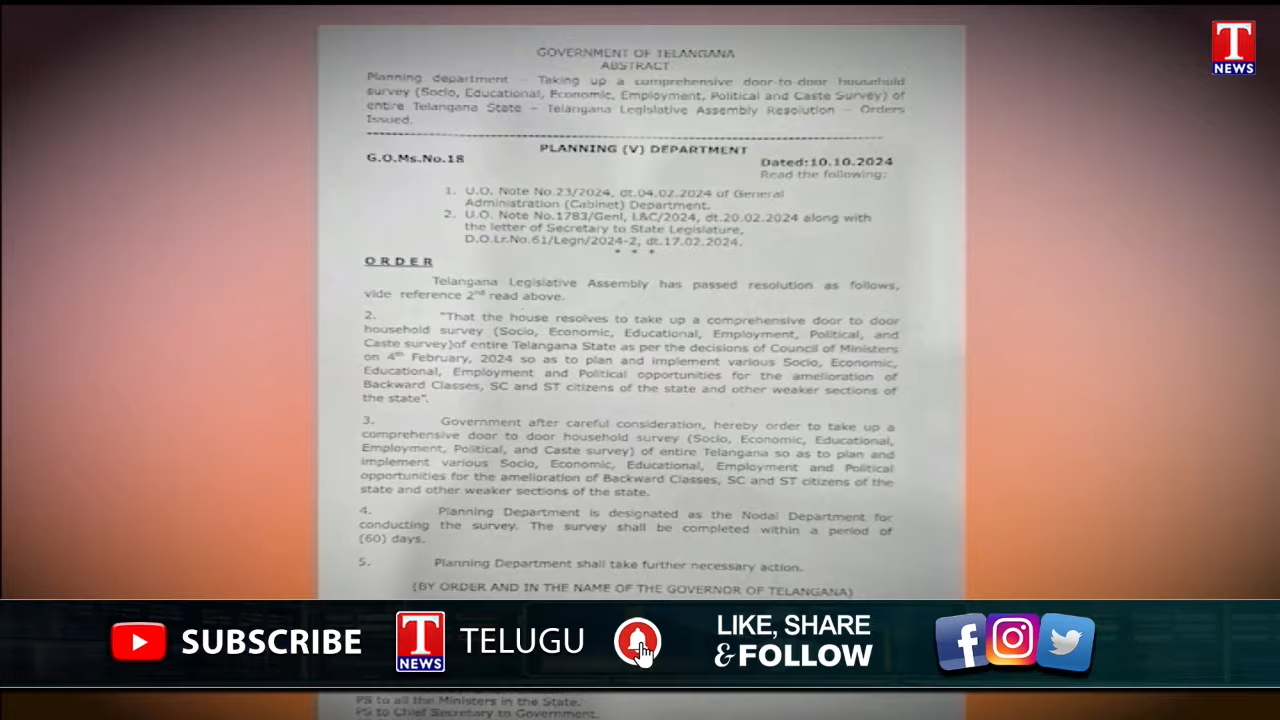 GOVERNMENT OF TELANGANA
ABSTRACT
Planning department – Taking up a comprehensive door-to-door household
survey (Socio, Educational, Economic, Employment, Political and Caste Survey) of
entire Telangana State – Telangana Legislative Assembly Resolution – Orders
Issued.
PLANNING (V) DEPARTMENT
G.O.Ms.No.18
Dated:10.10.2024
Read the following:
1. U.O. Note No.23/2024, dt.04.02.2024 of General
Administration (Cabinet) Department.
2. U.O. Note No.1783/Genl, L&C/2024, dt.20.02.2024 along with
the letter of Secretary to State Legislature,
D.O.Lr.No.61/Legn/2024-2, dt.17.02.2024.
* * *
ORDER
Telangana Legislative Assembly has passed resolution as follows,
vide reference 2nd read above.
2. "That the house resolves to take up a comprehensive door to door
household survey (Socio, Economic, Educational, Employment, Political, and
Caste survey)of entire Telangana State as per the decisions of Council of Ministers
on 4th February, 2024 so as to plan and implement various Socio, Economic,
Educational, Employment and Political opportunities for the amelioration of
Backward Classes, SC and ST citizens of the state and other weaker sections of
the state".
3. Government after careful consideration, hereby order to take up a
comprehensive door to door household survey (Socio, Economic, Educational,
Employment, Political, and Caste survey) of entire Telangana so as to plan and
implement various Socio, Economic, Educational, Employment and Political
opportunities for the amelioration of Backward Classes, SC and ST citizens of the
state and other weaker sections of the state.
4. Planning Department is designated as the Nodal Department for
conducting the survey. The survey shall be completed within a period of
(60) days.
5. Planning Department shall take further necessary action.
(BY ORDER AND IN THE NAME OF THE GOVERNOR OF TELANGANA)
PS to all the Ministers in the State.
PS to Chief Secretary to Government.
T NEWS
SUBSCRIBE
T NEWS
TELUGU
LIKE, SHARE
& FOLLOW